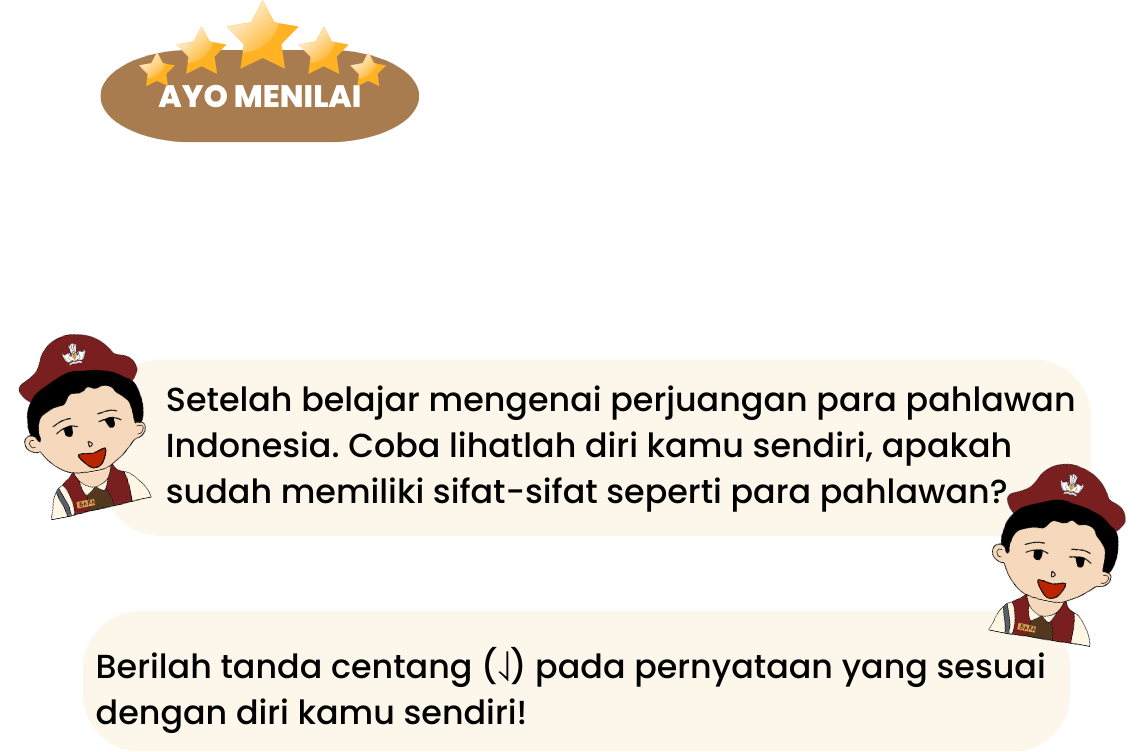 AYO MENILAI
Setelah belajar mengenai perjuangan para pahlawan
Indonesia. Coba lihatlah diri kamu sendiri, apakah
sudah memiliki sifat-sifat seperti para pahlawan?
Berilah tanda centang (√) pada pernyataan yang sesuai
dengan diri kamu sendiri!